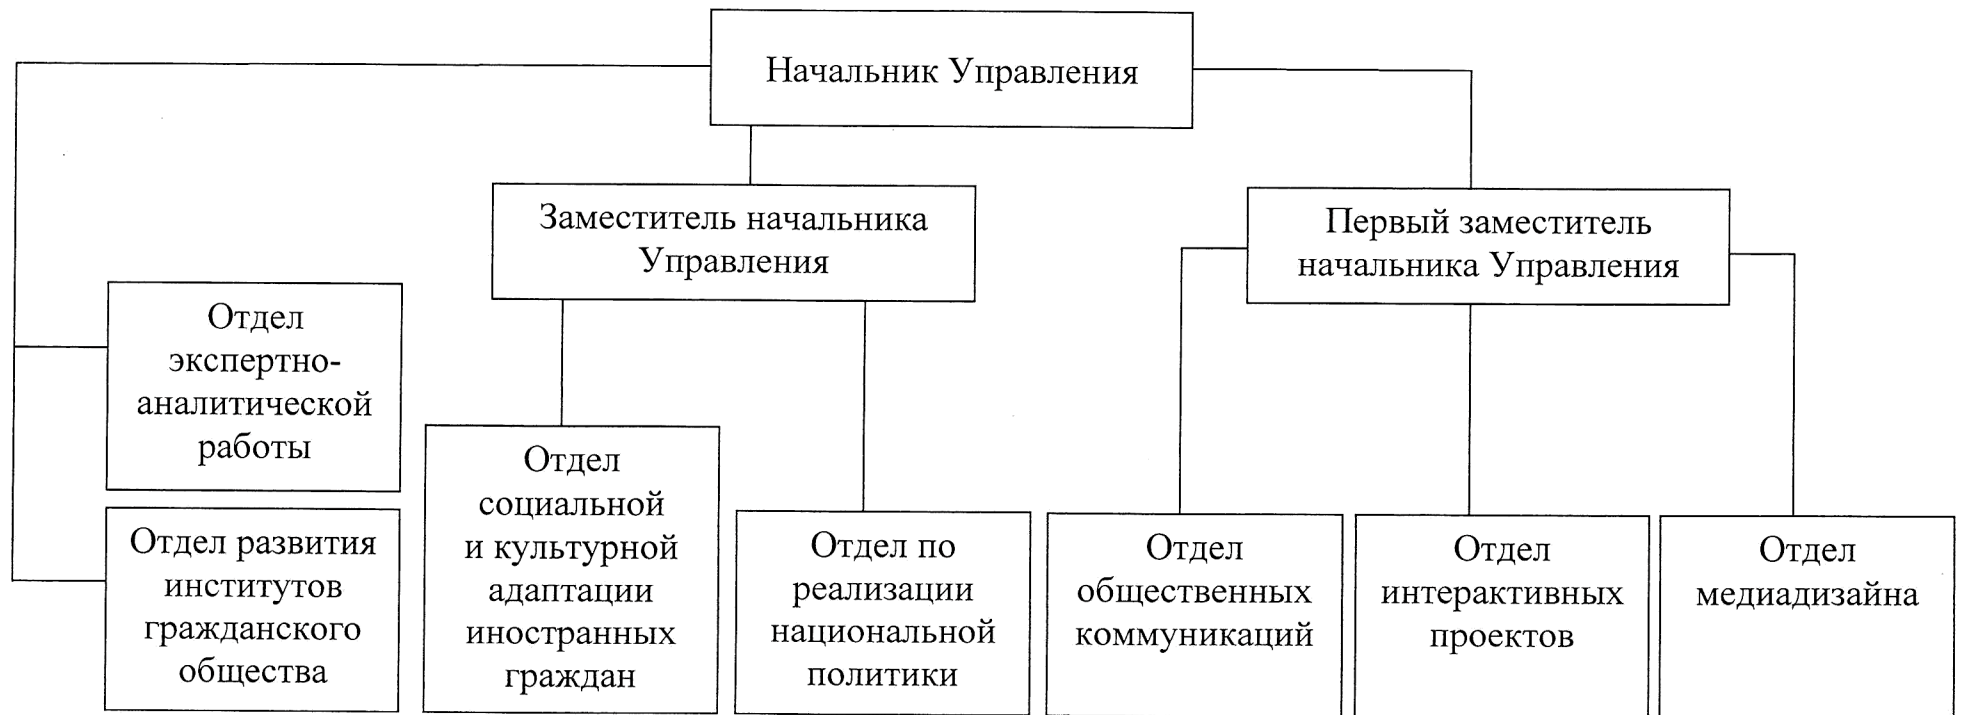 Начальник Управления
Заместитель начальника
Управления
Первый заместитель
начальника Управления
Отдел
экспертно-
аналитической
работы
Отдел развития
институтов
гражданского
общества
Отдел
социальной
и культурной
адаптации
иностранных
граждан
Отдел по
реализации
национальной
политики
Отдел
общественных
коммуникаций
Отдел
интерактивных
проектов
Отдел
медиадизайна